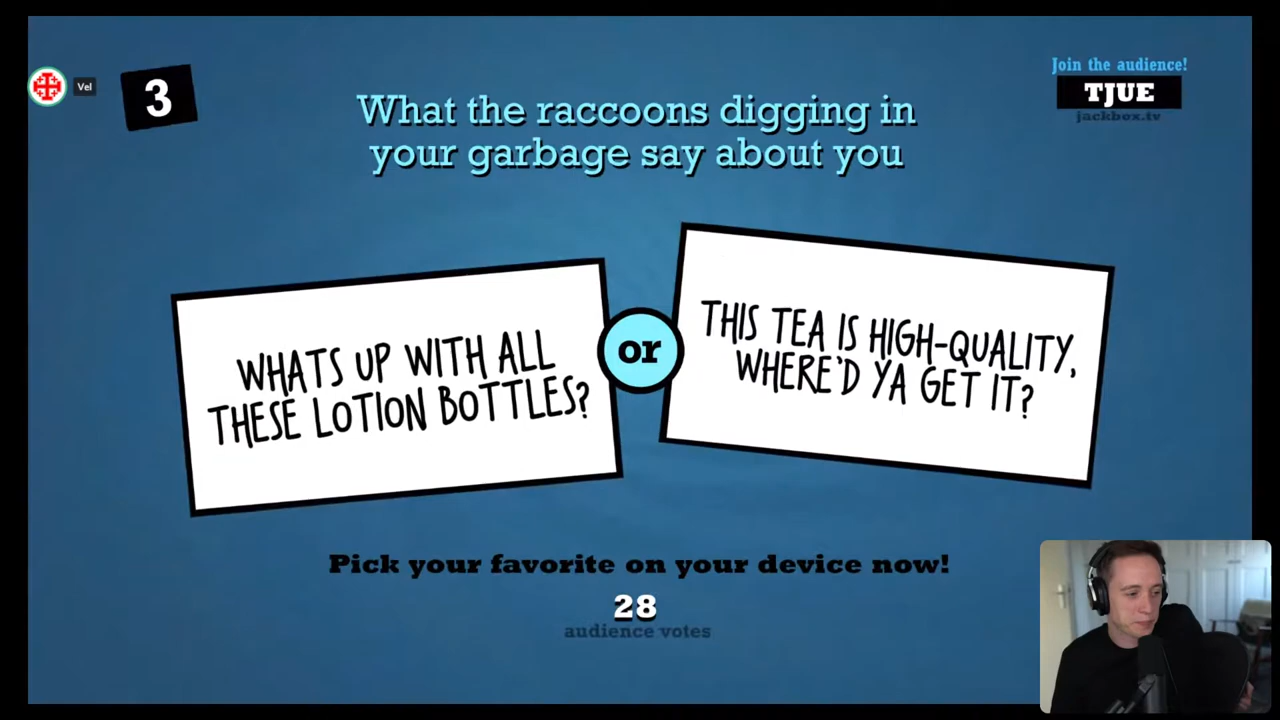 Vel
3
Join the audience!
TJUE
jackbox.tv
What the raccoons digging in
your garbage say about you
WHATS UP WITH ALL
THESE LOTION BOTTLES?
or
THIS TEA IS HIGH-QUALITY,
WHERE'D YA GET IT?
Pick your favorite on your device now!
28
audience votes